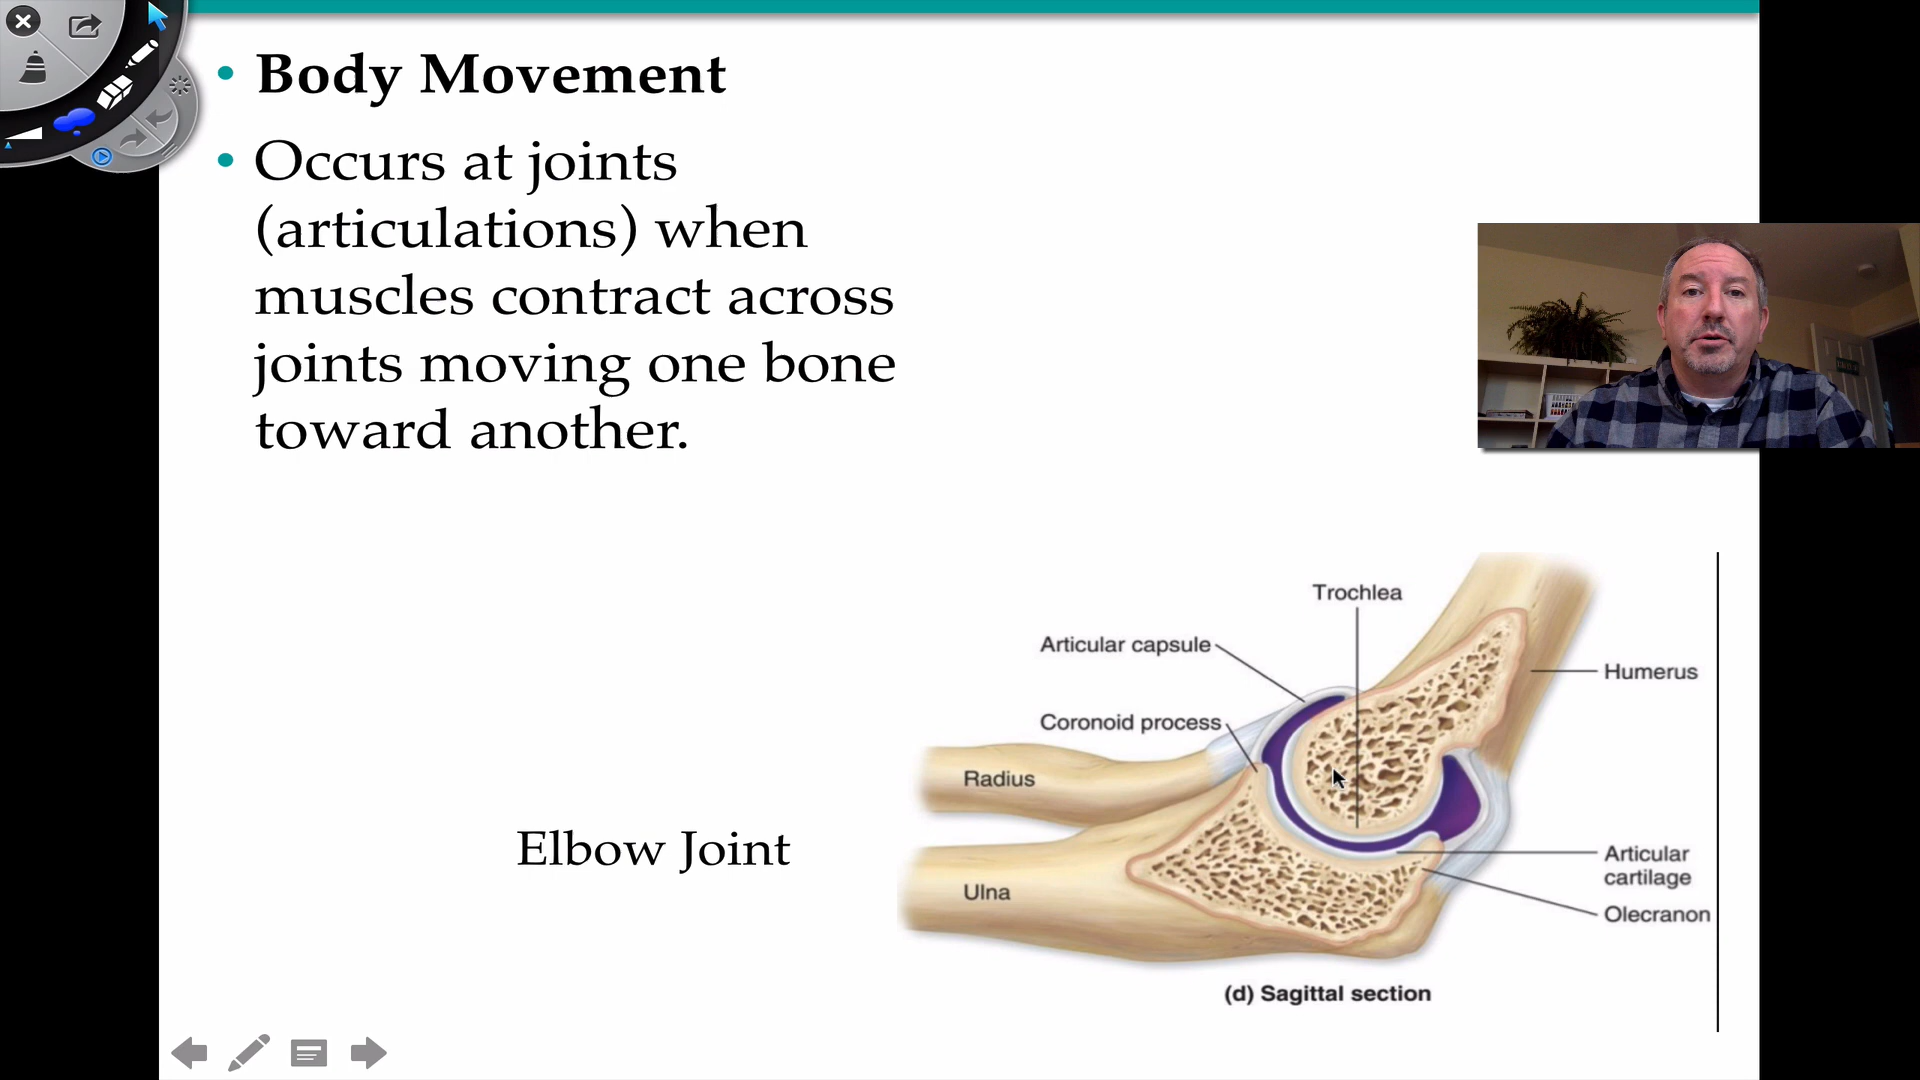 Body Movement
Occurs at joints
(articulations) when
muscles contract across
joints moving one bone
toward another.
Elbow Joint
Trochlea
Articular capsule
Humerus
Coronoid process
Radius
Articular
cartilage
Ulna
Olecranon
(d) Sagittal section